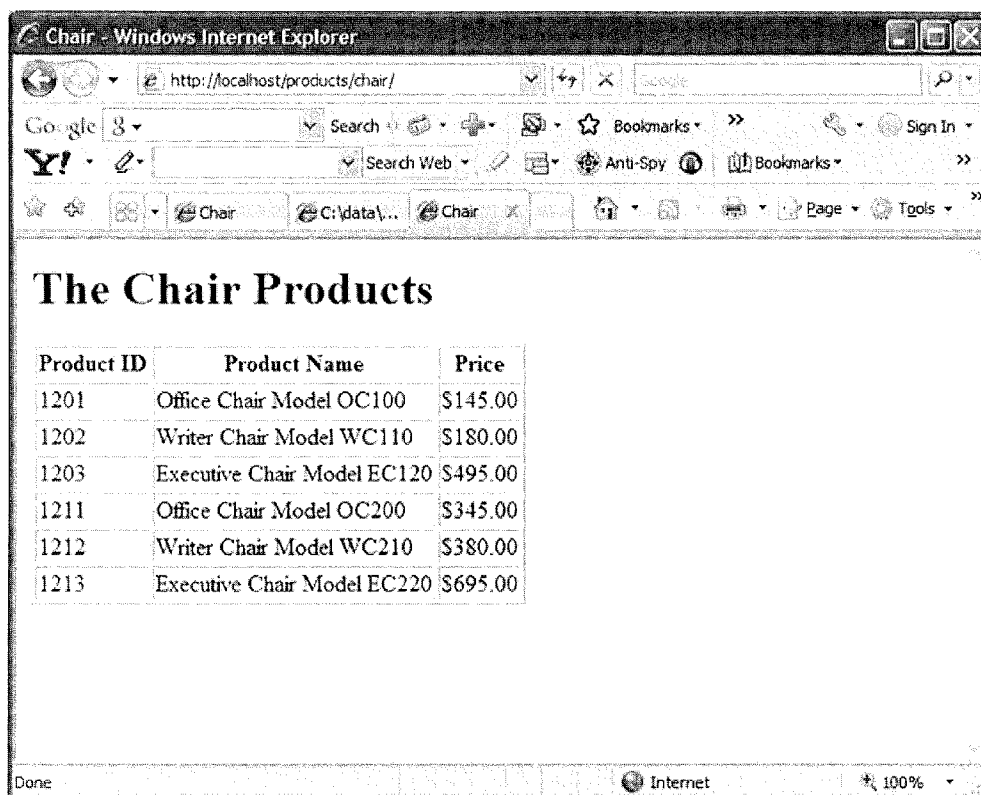 Chair - Windows Internet Explorer
http://localhost/products/chair/ Google
Google Search Bookmarks Sign In
Y! Search Web Anti-Spy Bookmarks
Chair C:\data\... Chair Page Tools
The Chair Products
Product ID Product Name Price
1201 Office Chair Model OC100 $145.00
1202 Writer Chair Model WC110 $180.00
1203 Executive Chair Model EC120 $495.00
1211 Office Chair Model OC200 $345.00
1212 Writer Chair Model WC210 $380.00
1213 Executive Chair Model EC220 $695.00
Done Internet 100%